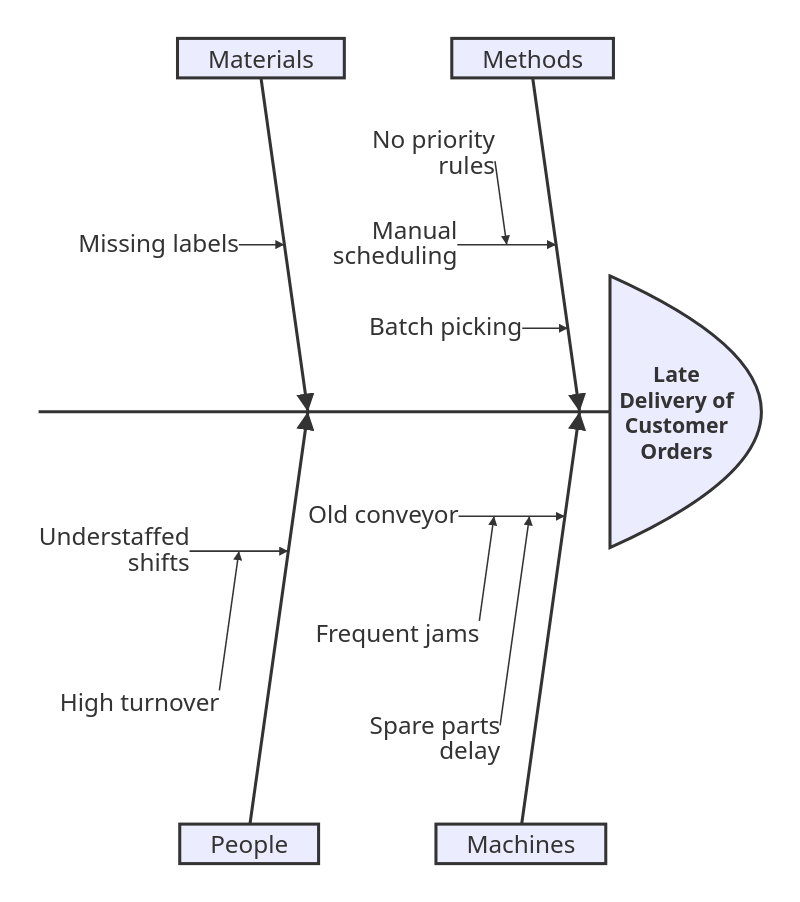 Materials
Methods
No priority
rules
Missing labels
Manual
scheduling
Batch picking
Late
Delivery of
Customer
Orders
Understaffed
shifts
Old conveyor
Frequent jams
High turnover
Spare parts
delay
People
Machines